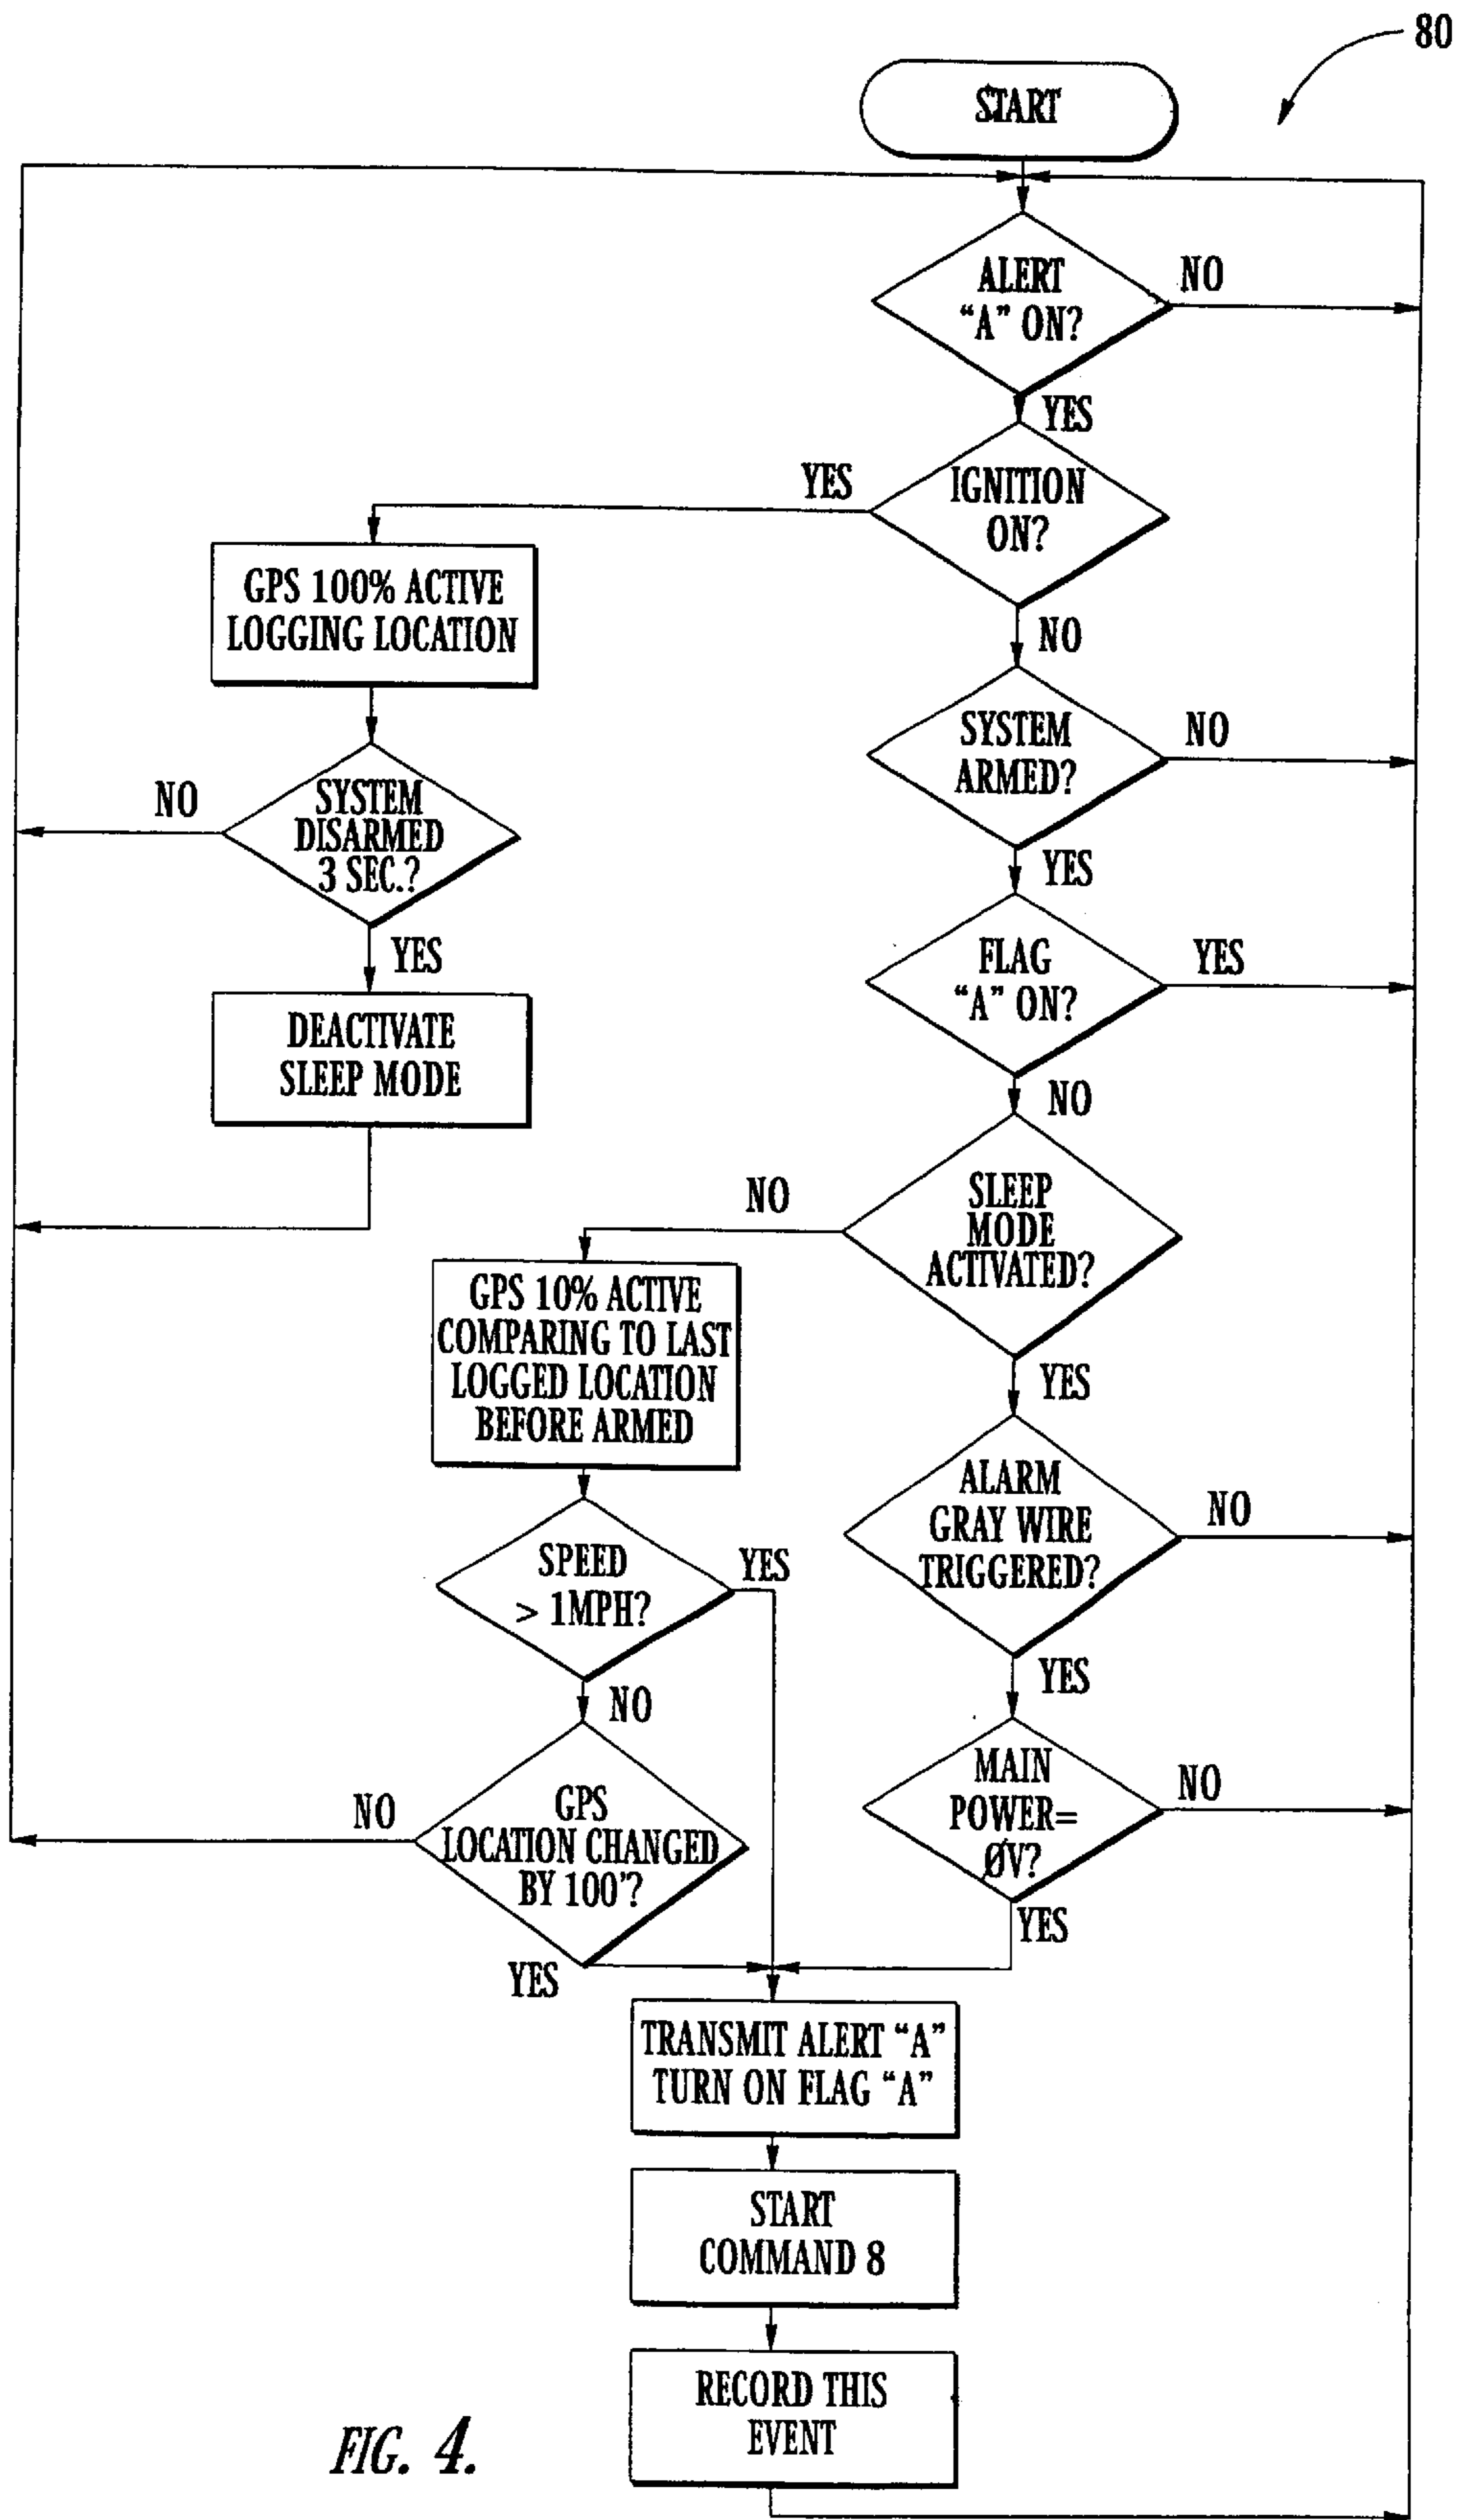 80
START
ALERT
“A” ON?
NO
YES
IGNITION
ON?
YES
NO
GPS 100% ACTIVE
LOGGING LOCATION
SYSTEM
DISARMED
3 SEC.?
NO
YES
DEACTIVATE
SLEEP MODE
SYSTEM
ARMED?
NO
YES
FLAG
“A” ON?
YES
NO
SLEEP
MODE
ACTIVATED?
NO
YES
GPS 10% ACTIVE
COMPARING TO LAST
LOGGED LOCATION
BEFORE ARMED
SPEED
> 1MPH?
YES
NO
GPS
LOCATION CHANGED
BY 100'?
NO
YES
ALARM
GRAY WIRE
TRIGGERED?
NO
YES
MAIN
POWER=
ØV?
NO
YES
TRANSMIT ALERT “A”
TURN ON FLAG “A”
START
COMMAND 8
RECORD THIS
EVENT
FIG. 4.